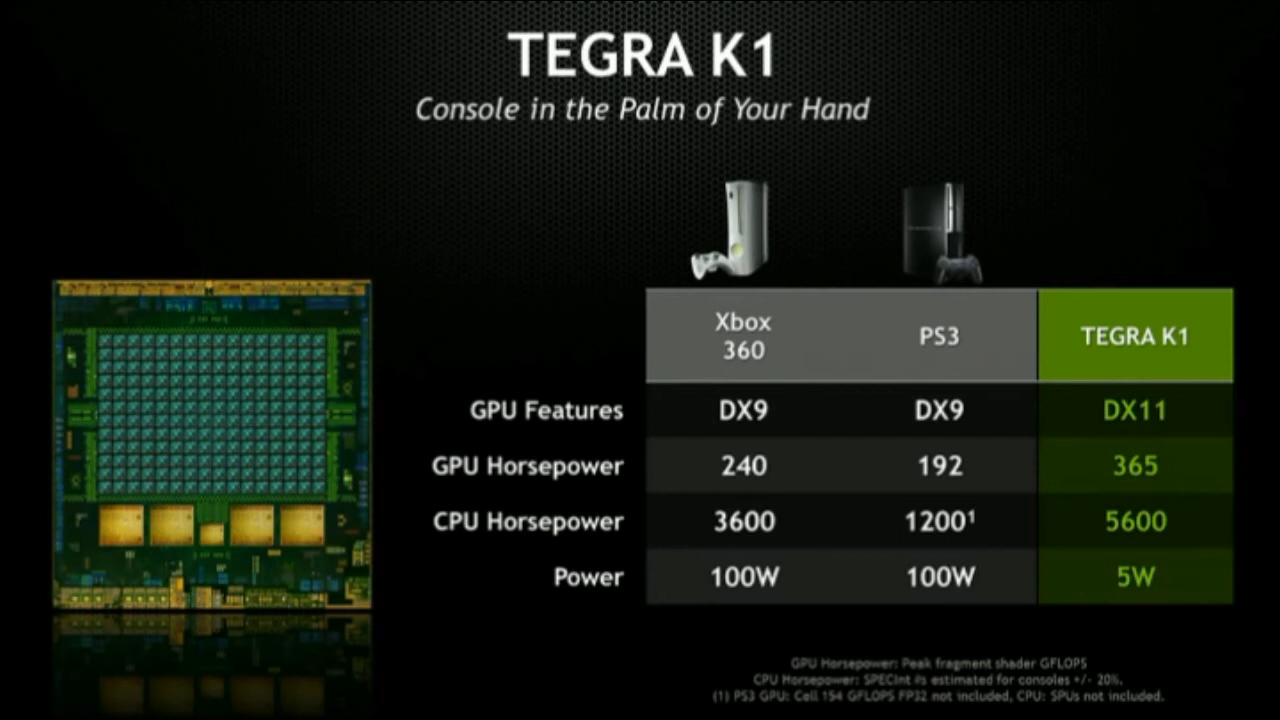 TEGRA K1
Console in the Palm of Your Hand
Xbox
360
PS3
TEGRA K1
GPU Features DX9 DX9 DX11
GPU Horsepower 240 192 365
CPU Horsepower 3600 1200¹ 5600
Power 100W 100W 5W
GPU Horsepower: Peak fragment shader GFLOPS
CPU Horsepower: SPECInt #s estimated for consoles +/- 20%.
(1) PS3 GPU: Cell 154 GFLOPS FP32 not included, CPU: SPUs not included.